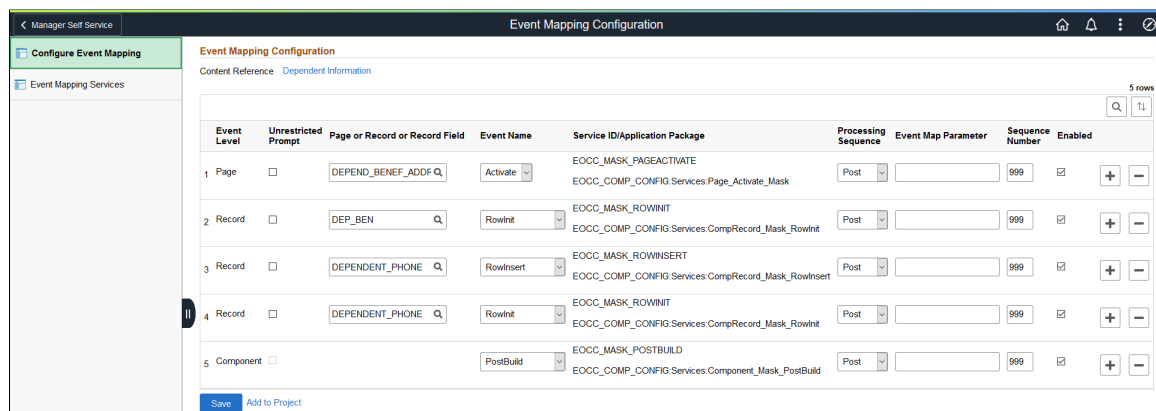 Manager Self Service
Event Mapping Configuration
Configure Event Mapping
Event Mapping Services
Event Mapping Configuration
Content Reference Dependent Information
5 rows
Event Level Unrestricted Prompt Page or Record or Record Field Event Name Service ID/Application Package Processing Sequence Event Map Parameter Sequence Number Enabled
EOCC_MASK_PAGEACTIVATE
1 Page DEPEND_BENEF_ADDR Activate Post 999
EOCC_COMP_CONFIG:Services:Page_Activate_Mask
EOCC_MASK_ROWINIT
2 Record DEP_BEN RowInit Post 999
EOCC_COMP_CONFIG:Services:CompRecord_Mask_RowInit
EOCC_MASK_ROWINSERT
3 Record DEPENDENT_PHONE RowInsert Post 999
EOCC_COMP_CONFIG:Services:CompRecord_Mask_RowInsert
EOCC_MASK_ROWINIT
4 Record DEPENDENT_PHONE RowInit Post 999
EOCC_COMP_CONFIG:Services:CompRecord_Mask_RowInit
EOCC_MASK_POSTBUILD
5 Component PostBuild Post 999
EOCC_COMP_CONFIG:Services:Component_Mask_PostBuild
Save Add to Project